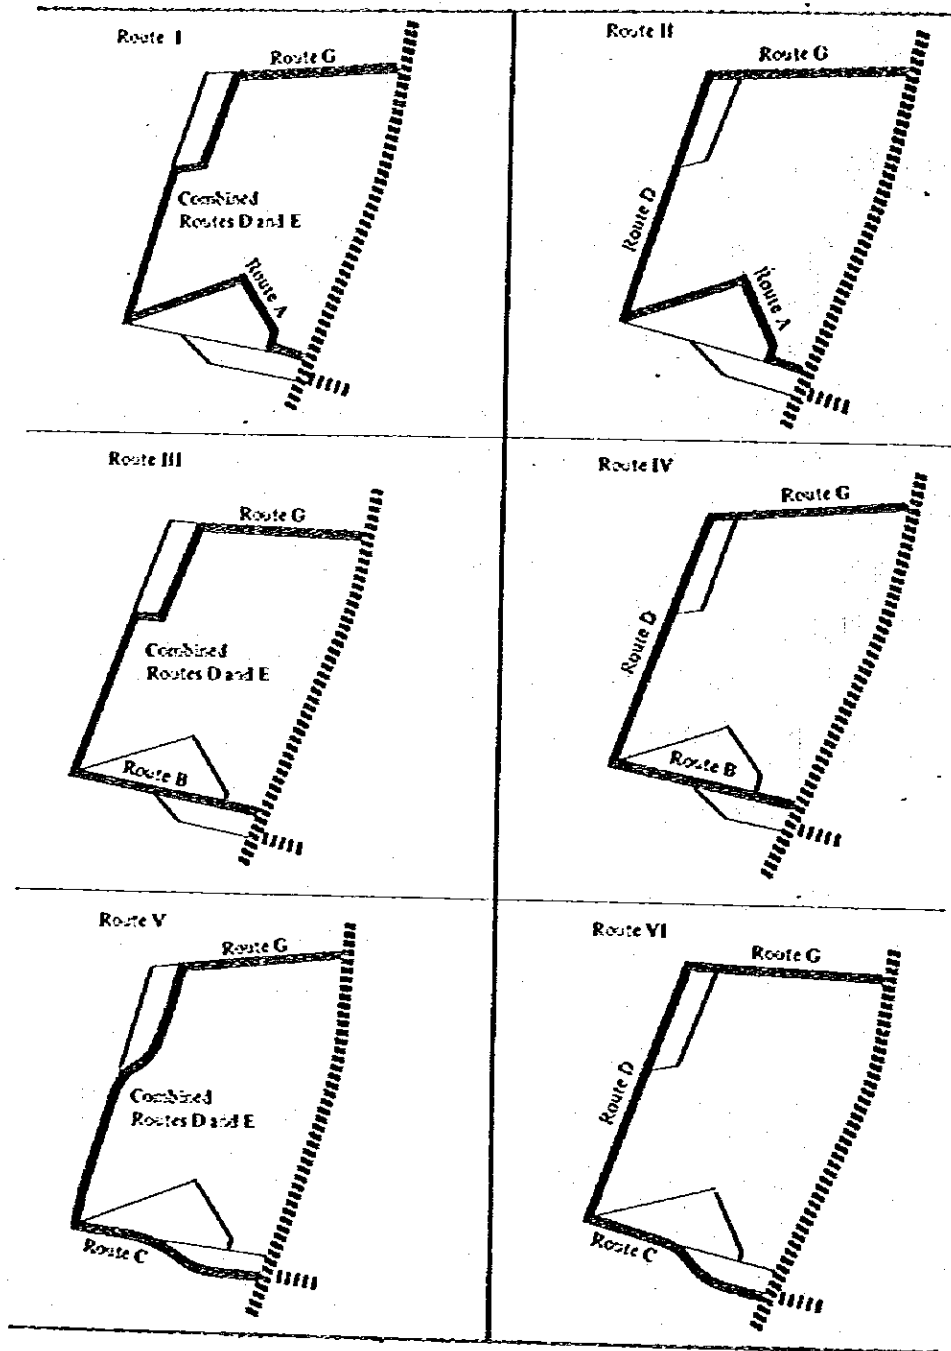 Route I
Route G
Combined
Routes D and E
Route A
Route II
Route G
Route D
Route A
Route III
Route G
Combined
Routes D and E
Route B
Route IV
Route G
Route D
Route B
Route V
Route G
Combined
Routes D and E
Route C
Route VI
Route G
Route D
Route C